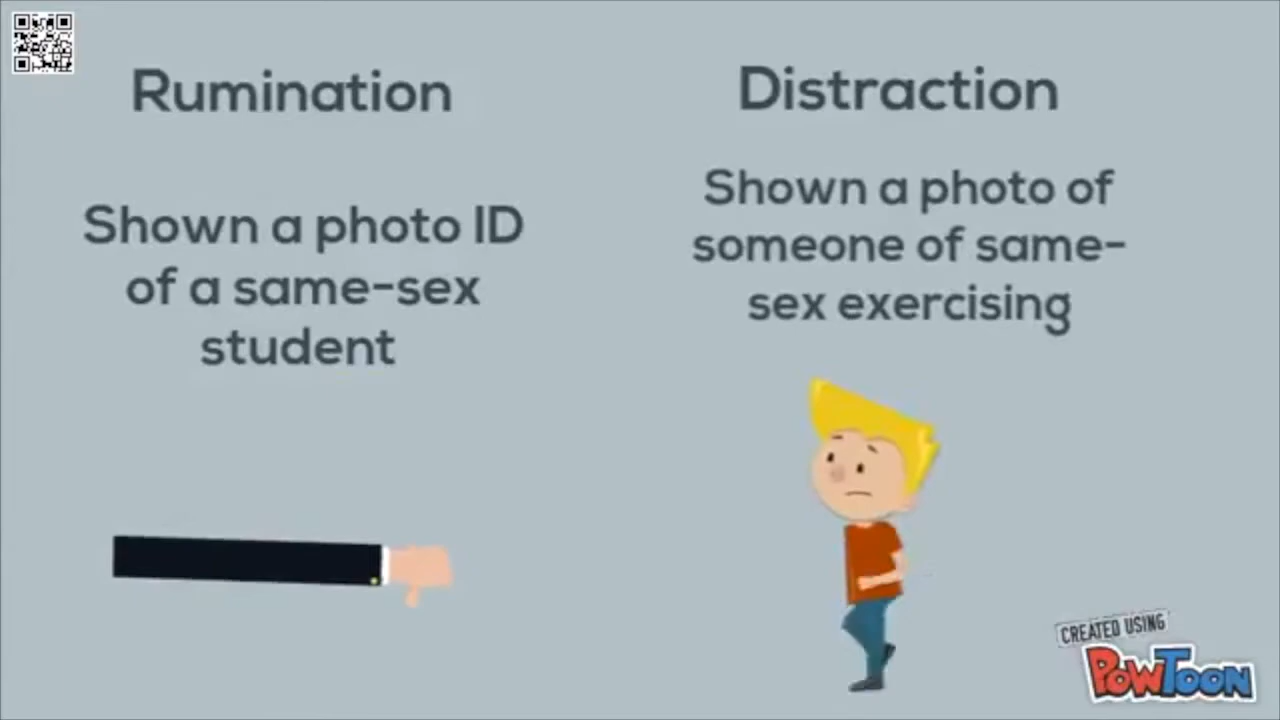 Rumination
Shown a photo ID
of a same-sex
student
Distraction
Shown a photo of
someone of same-
sex exercising
CREATED USING
POWTOON